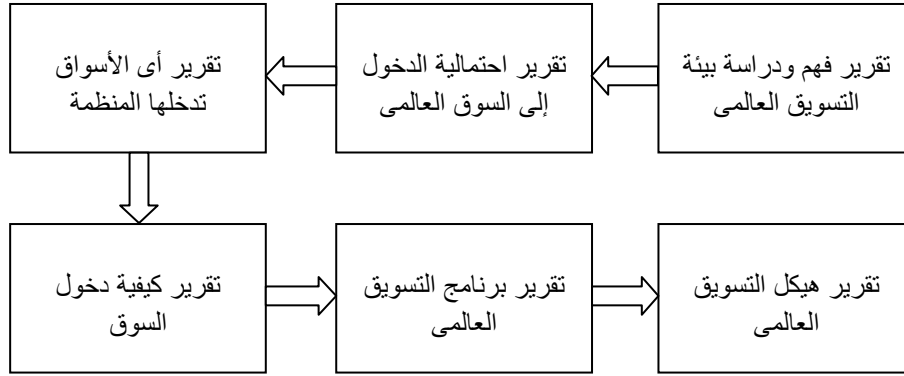 تقرير فهم ودراسة بيئة
التسويق العالمى
تقرير احتمالية الدخول
إلى السوق العالمى
تقرير أى الأسواق
تدخلها المنظمة
تقرير كيفية دخول
السوق
تقرير برنامج التسويق
العالمى
تقرير هيكل التسويق
العالمى